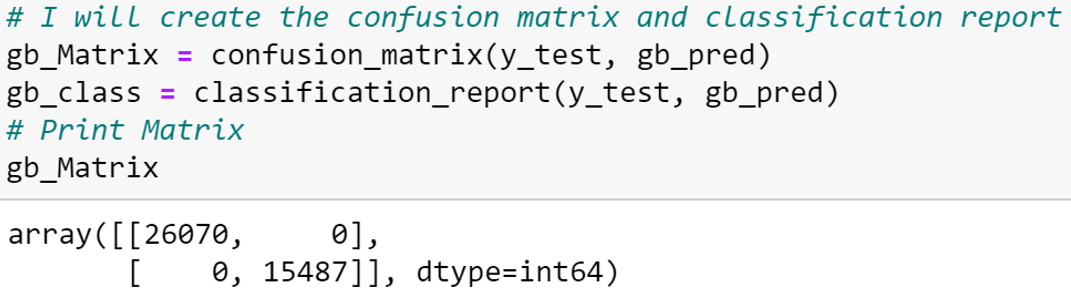 # I will create the confusion matrix and classification report
gb_Matrix = confusion_matrix(y_test, gb_pred)
gb_class = classification_report(y_test, gb_pred)
# Print Matrix
gb_Matrix
array([[26070,     0],
       [    0, 15487]], dtype=int64)